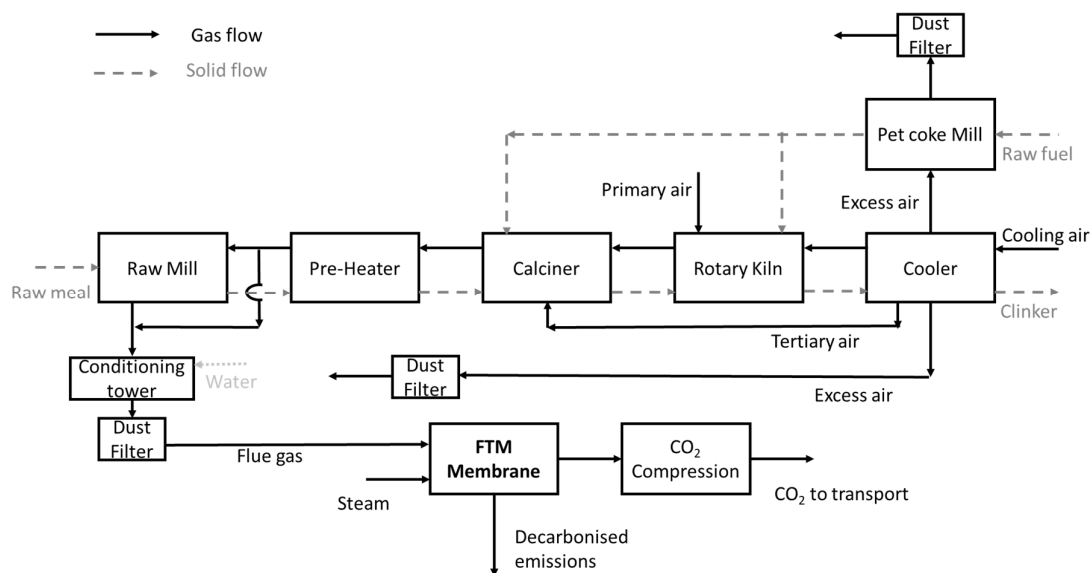 Gas flow
Solid flow
Dust
Filter
Pet coke Mill
Raw fuel
Primary air
Excess air
Cooling air
Raw Mill
Pre-Heater
Calciner
Rotary Kiln
Cooler
Raw meal
Clinker
Tertiary air
Conditioning
tower
Water
Dust
Filter
Excess air
Dust
Filter
Flue gas
FTM
Membrane
CO₂
Compression
Steam
CO₂ to transport
Decarbonised
emissions